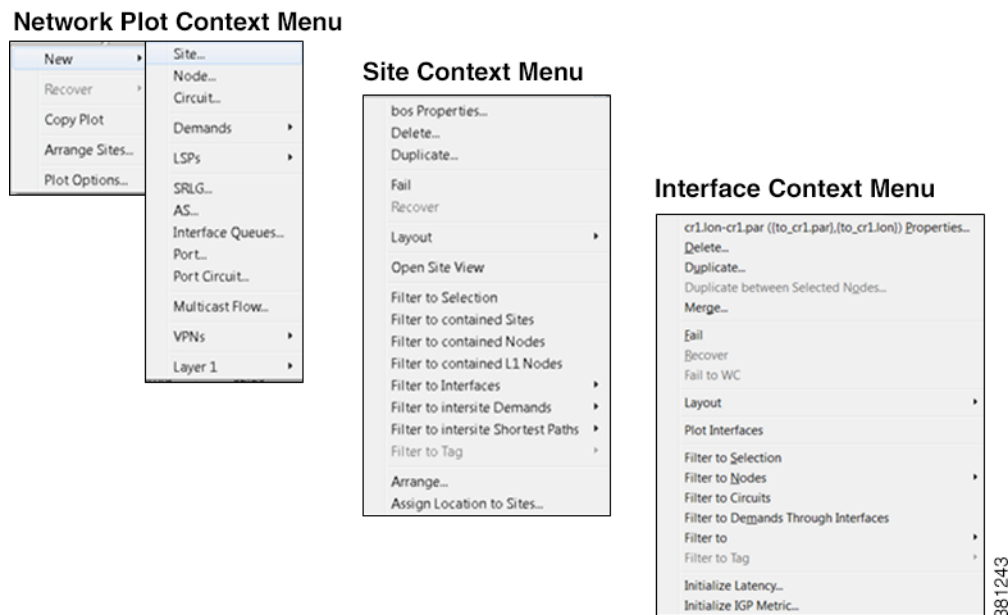 Network Plot Context Menu
New
Recover
Copy Plot
Arrange Sites...
Plot Options...
Site...
Node...
Circuit...
Demands
LSPs
SRLG...
AS...
Interface Queues...
Port...
Port Circuit...
Multicast Flow...
VPNs
Layer 1
Site Context Menu
bos Properties...
Delete...
Duplicate...
Fail
Recover
Layout
Open Site View
Filter to Selection
Filter to contained Sites
Filter to contained Nodes
Filter to contained L1 Nodes
Filter to Interfaces
Filter to intersite Demands
Filter to intersite Shortest Paths
Filter to Tag
Arrange...
Assign Location to Sites...
Interface Context Menu
cr1.lon-cr1.par ({to_cr1.par},{to_cr1.lon}) Properties...
Delete...
Duplicate...
Duplicate between Selected Nodes...
Merge...
Fail
Recover
Fail to WC
Layout
Plot Interfaces
Filter to Selection
Filter to Nodes
Filter to Circuits
Filter to Demands Through Interfaces
Filter to
Filter to Tag
Initialize Latency...
Initialize IGP Metric...
381243